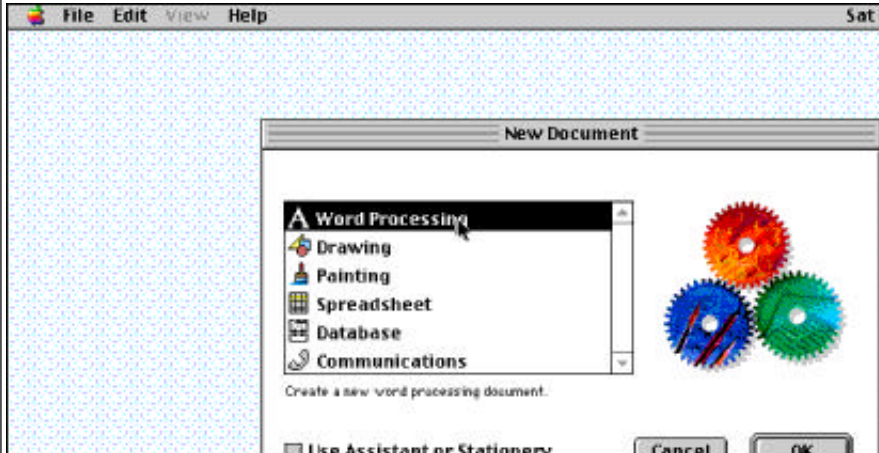 File Edit View Help Sat
New Document
Word Processing
Drawing
Painting
Spreadsheet
Database
Communications
Create a new word processing document.
Use Assistant or Stationery
Cancel OK